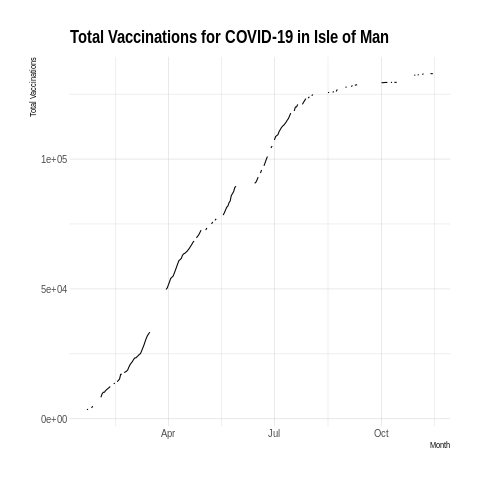 Total Vaccinations for COVID-19 in Isle of Man
Total Vaccinations
1e+05
5e+04
0e+00
Apr Jul Oct
Month